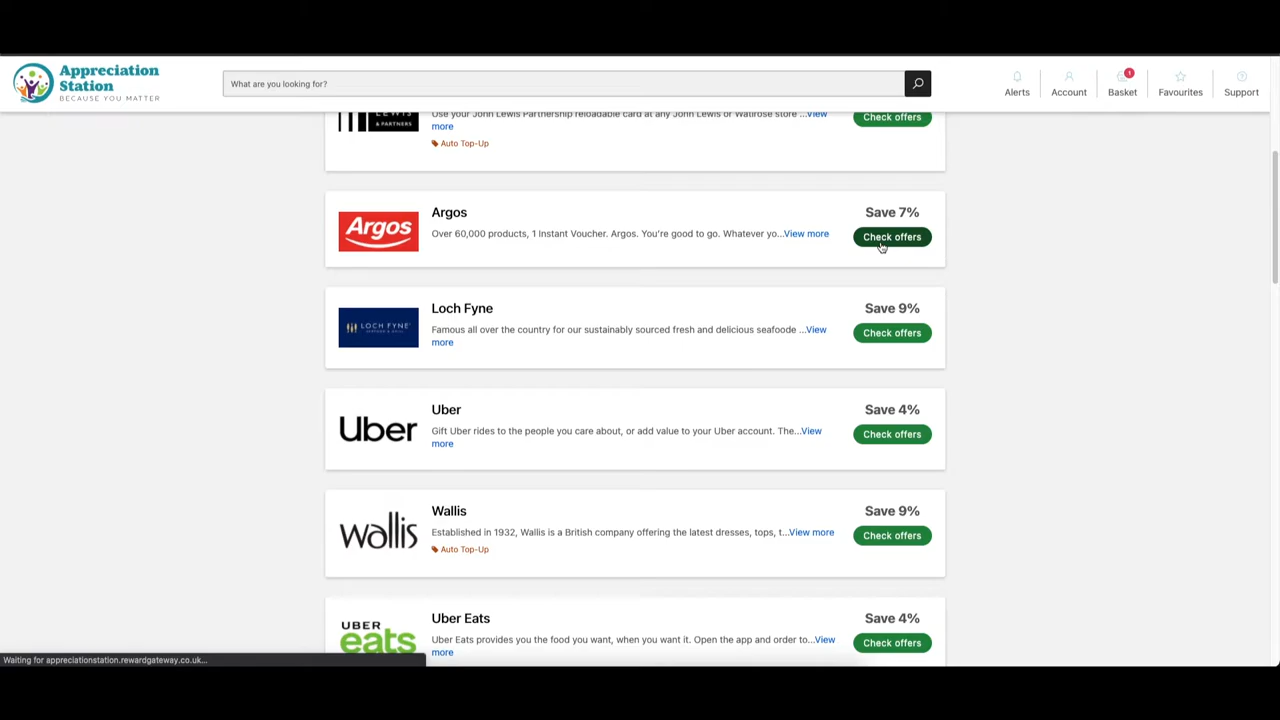 Appreciation
Station
BECAUSE YOU MATTER
What are you looking for?
Alerts
Account
1
Basket
Favourites
Support
LEWIS
& PARTNERS
Use your John Lewis Partnership reloadable card at any John Lewis or Waitrose store ...View
more
Auto Top-Up
Check offers
Argos
Argos
Over 60,000 products, 1 Instant Voucher. Argos. You're good to go. Whatever yo...View more
Save 7%
Check offers
LOCH FYNE
SEAFOOD & GRILL
Loch Fyne
Famous all over the country for our sustainably sourced fresh and delicious seafoode ...View
more
Save 9%
Check offers
Uber
Uber
Gift Uber rides to the people you care about, or add value to your Uber account. The...View
more
Save 4%
Check offers
wallis
Wallis
Established in 1932, Wallis is a British company offering the latest dresses, tops, t...View more
Auto Top-Up
Save 9%
Check offers
UBER
eats
Uber Eats
Uber Eats provides you the food you want, when you want it. Open the app and order to...View
more
Save 4%
Check offers
Waiting for appreciationstation.rewardgateway.co.uk...